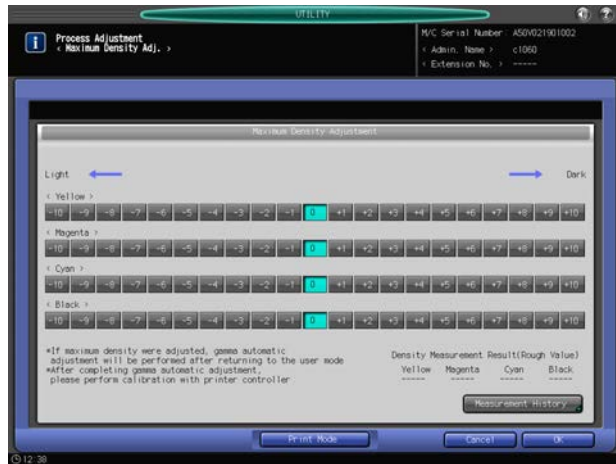 UTILITY
Process Adjustment
< Maximum Density Adj. >
M/C Serial Number: A50V021901002
< Admin. Name > c1060
< Extension No. > -----
Maximum Density Adjustment
Light Dark
< Yellow >
-10 -9 -8 -7 -6 -5 -4 -3 -2 -1 0 +1 +2 +3 +4 +5 +6 +7 +8 +9 +10
< Magenta >
-10 -9 -8 -7 -6 -5 -4 -3 -2 -1 0 +1 +2 +3 +4 +5 +6 +7 +8 +9 +10
< Cyan >
-10 -9 -8 -7 -6 -5 -4 -3 -2 -1 0 +1 +2 +3 +4 +5 +6 +7 +8 +9 +10
< Black >
-10 -9 -8 -7 -6 -5 -4 -3 -2 -1 0 +1 +2 +3 +4 +5 +6 +7 +8 +9 +10
*If maximum density were adjusted, gamma automatic
adjustment will be performed after returning to the user mode
*After completing gamma automatic adjustment,
please perform calibration with printer controller
Density Measurement Result(Rough Value)
Yellow Magenta Cyan Black
----- ----- ----- -----
Measurement History
Print Mode Cancel OK
12:38